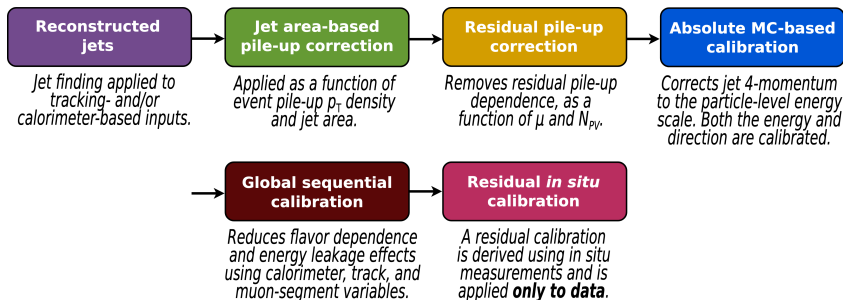 Reconstructed
jets
Jet finding applied to
tracking- and/or
calorimeter-based inputs.
Jet area-based
pile-up correction
Applied as a function of
event pile-up pT density
and jet area.
Residual pile-up
correction
Removes residual pile-up
dependence, as a
function of µ and NPV.
Absolute MC-based
calibration
Corrects jet 4-momentum
to the particle-level energy
scale. Both the energy and
direction are calibrated.
Global sequential
calibration
Reduces flavor dependence
and energy leakage effects
using calorimeter, track, and
muon-segment variables.
Residual in situ
calibration
A residual calibration
is derived using in situ
measurements and is
applied only to data.